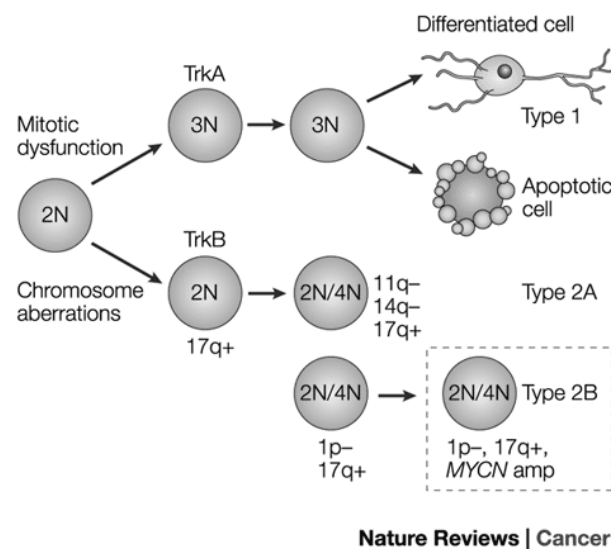 Differentiated cell
TrkA
3N
3N
Type 1
Mitotic
dysfunction
2N
Apoptotic
cell
TrkB
Chromosome
aberrations
2N
17q+
2N/4N
11q–
14q–
17q+
Type 2A
2N/4N
1p–
17q+
2N/4N
Type 2B
1p–, 17q+,
MYCN amp
Nature Reviews | Cancer